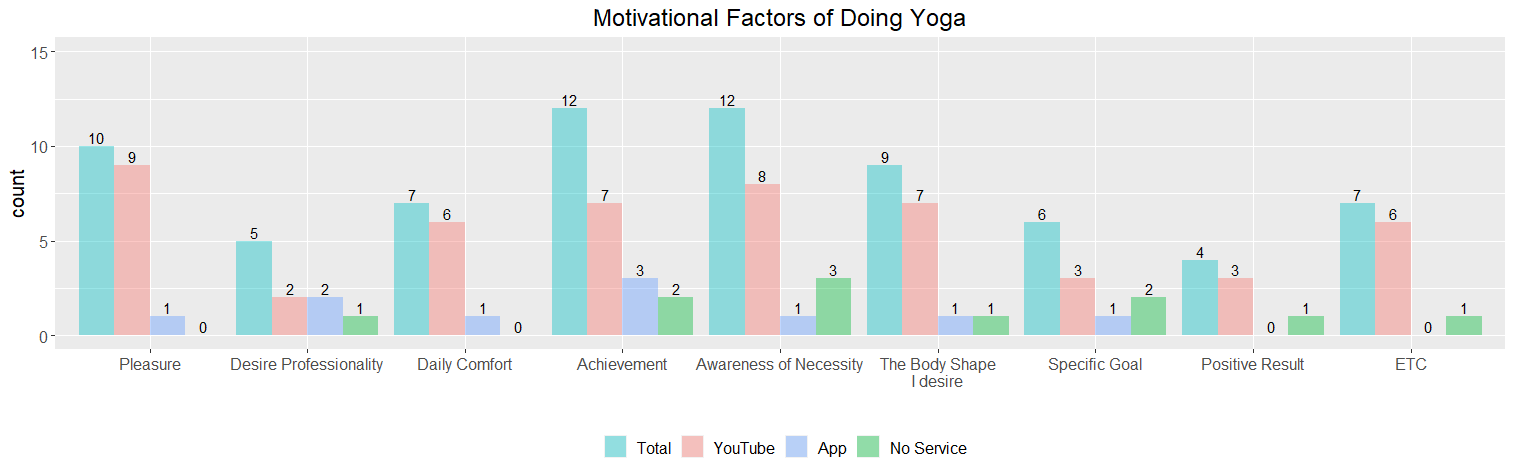 Motivational Factors of Doing Yoga
count
15
10
5
0
10 9 1 0
5 2 2 1
7 6 1 0
12 7 3 2
12 8 1 3
9 7 1 1
6 3 1 2
4 3 0 1
7 6 0 1
Pleasure Desire Professionality Daily Comfort Achievement Awareness of Necessity The Body Shape Specific Goal Positive Result ETC
I desire
Total YouTube App No Service